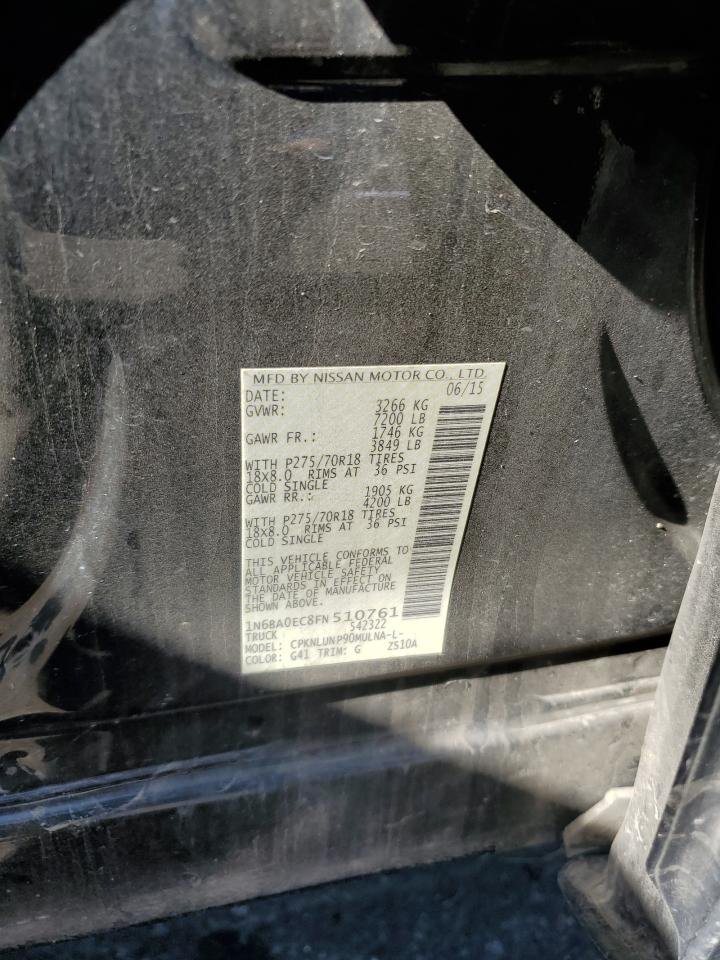 MFD BY NISSAN MOTOR CO., LTD.
DATE: 06/15
GVWR: 3266 KG
7200 LB
GAWR FR.: 1746 KG
3849 LB
WITH P275/70R18 TIRES
18X8.0 RIMS AT 36 PSI
COLD SINGLE
GAWR RR.: 1905 KG
4200 LB
WITH P275/70R18 TIRES
18X8.0 RIMS AT 36 PSI
COLD SINGLE
THIS VEHICLE CONFORMS TO
ALL APPLICABLE FEDERAL
MOTOR VEHICLE SAFETY
STANDARDS IN EFFECT ON
THE DATE OF MANUFACTURE
SHOWN ABOVE.
1N6BA0EC8FN510761
TRUCK 542322
MODEL: CPKNLUNP90MULNA-L-
COLOR: G41 TRIM: G Z510A